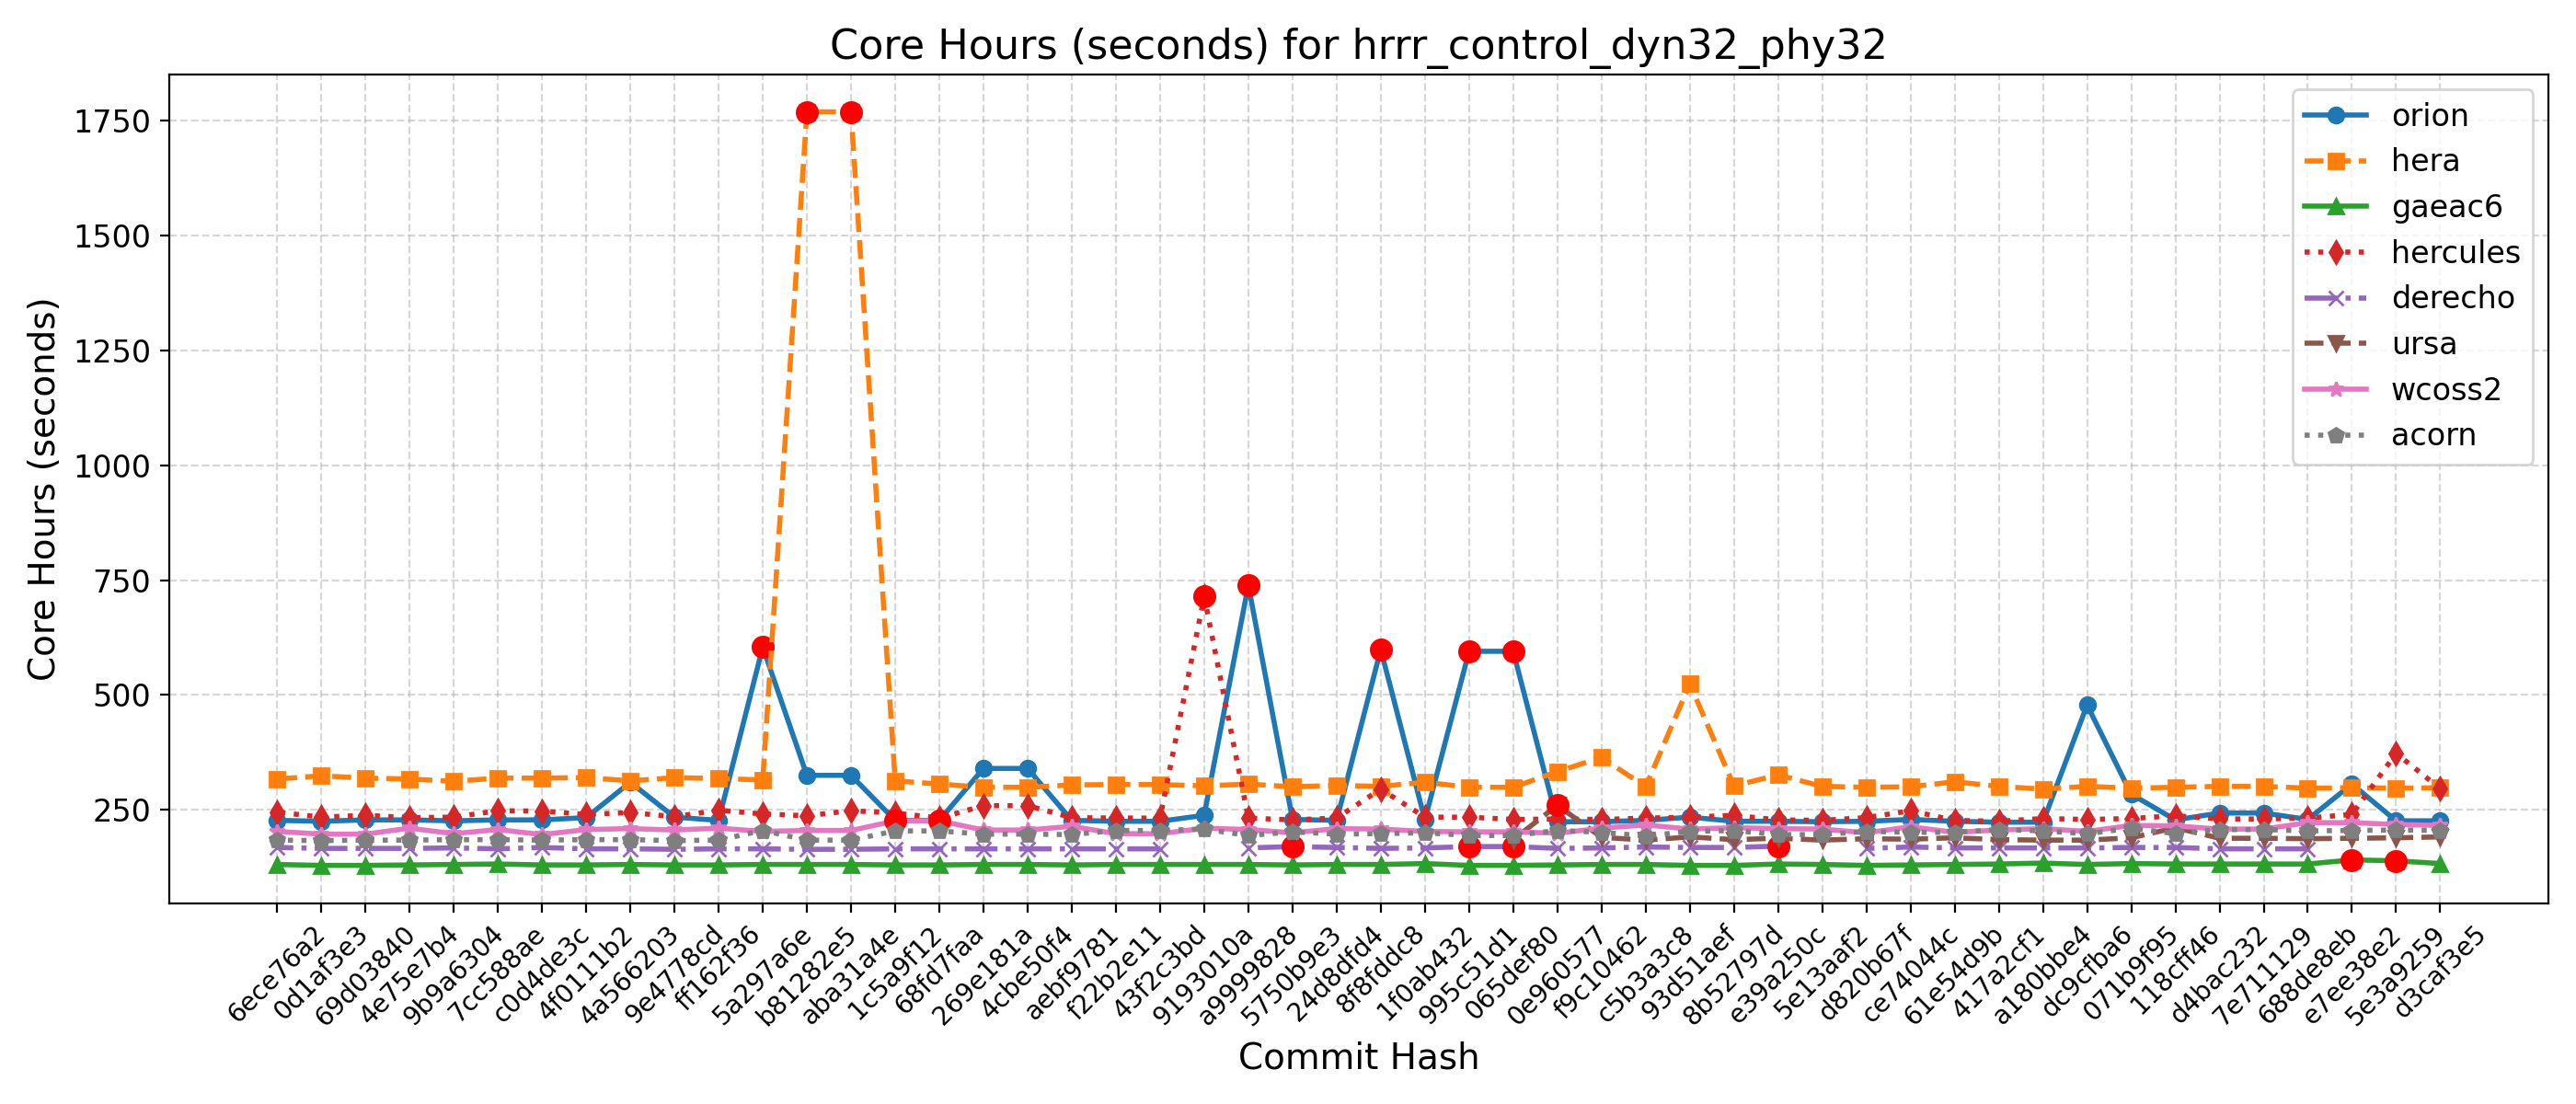 Core Hours (seconds) for hrrr_control_dyn32_phy32
Core Hours (seconds)
1750
1500
1250
1000
750
500
250
orion
hera
gaeac6
hercules
derecho
ursa
wcoss2
acorn
6ece76a2
0d1af3e3
69d03840
4e75e7b4
9b9a6304
7cc588ae
c0d4de3c
4f0111b2
4a566203
9e4778cd
ff162f36
5a297a6e
b81282e5
aba31a4e
1c5a9f12
68fd7faa
269e181a
4cbe50f4
aebf9781
f22b2e11
43f2c3bd
9193010a
a9999828
5750b9e3
24d8dfd4
8f8fddc8
1f0ab432
995c51d1
065def80
0e960577
f9c10462
c5b3a3c8
93d51aef
8b52797d
e39a250c
5e13aaf2
d820b67f
ce74044c
61e54d9b
417a2cf1
a180bbe4
dc9cfba6
071b9f95
118cff46
d4bac232
7e711129
688de8eb
e7ee38e2
5e3a9259
d3caf3e5
Commit Hash